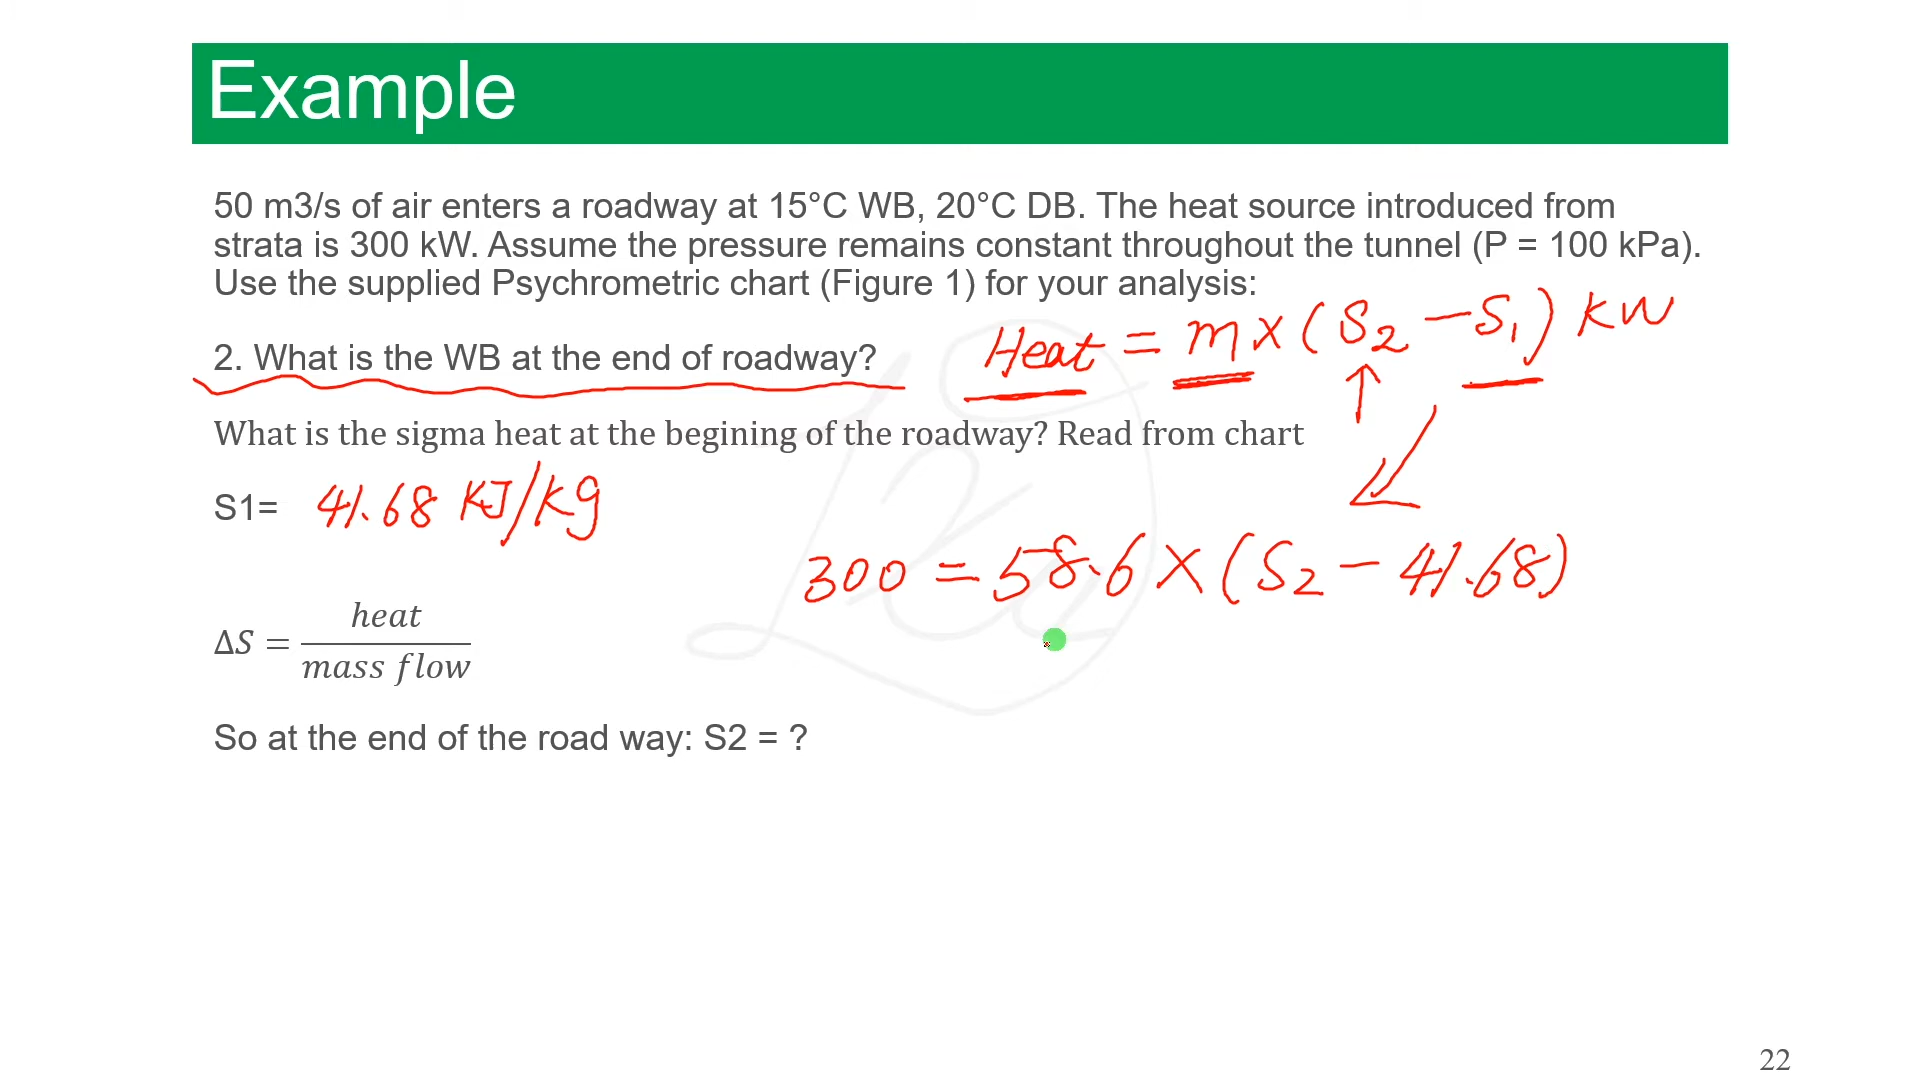 Example
50 m3/s of air enters a roadway at 15°C WB, 20°C DB. The heat source introduced from
strata is 300 kW. Assume the pressure remains constant throughout the tunnel (P = 100 kPa).
Use the supplied Psychrometric chart (Figure 1) for your analysis:
2. What is the WB at the end of roadway?
Heat = m × (S2 − S1) kW
What is the sigma heat at the begining of the roadway? Read from chart
S1= 41.68 KJ/kg
300 = 58.6 × (S2 − 41.68)
ΔS = heat / mass flow
So at the end of the road way: S2 = ?
22